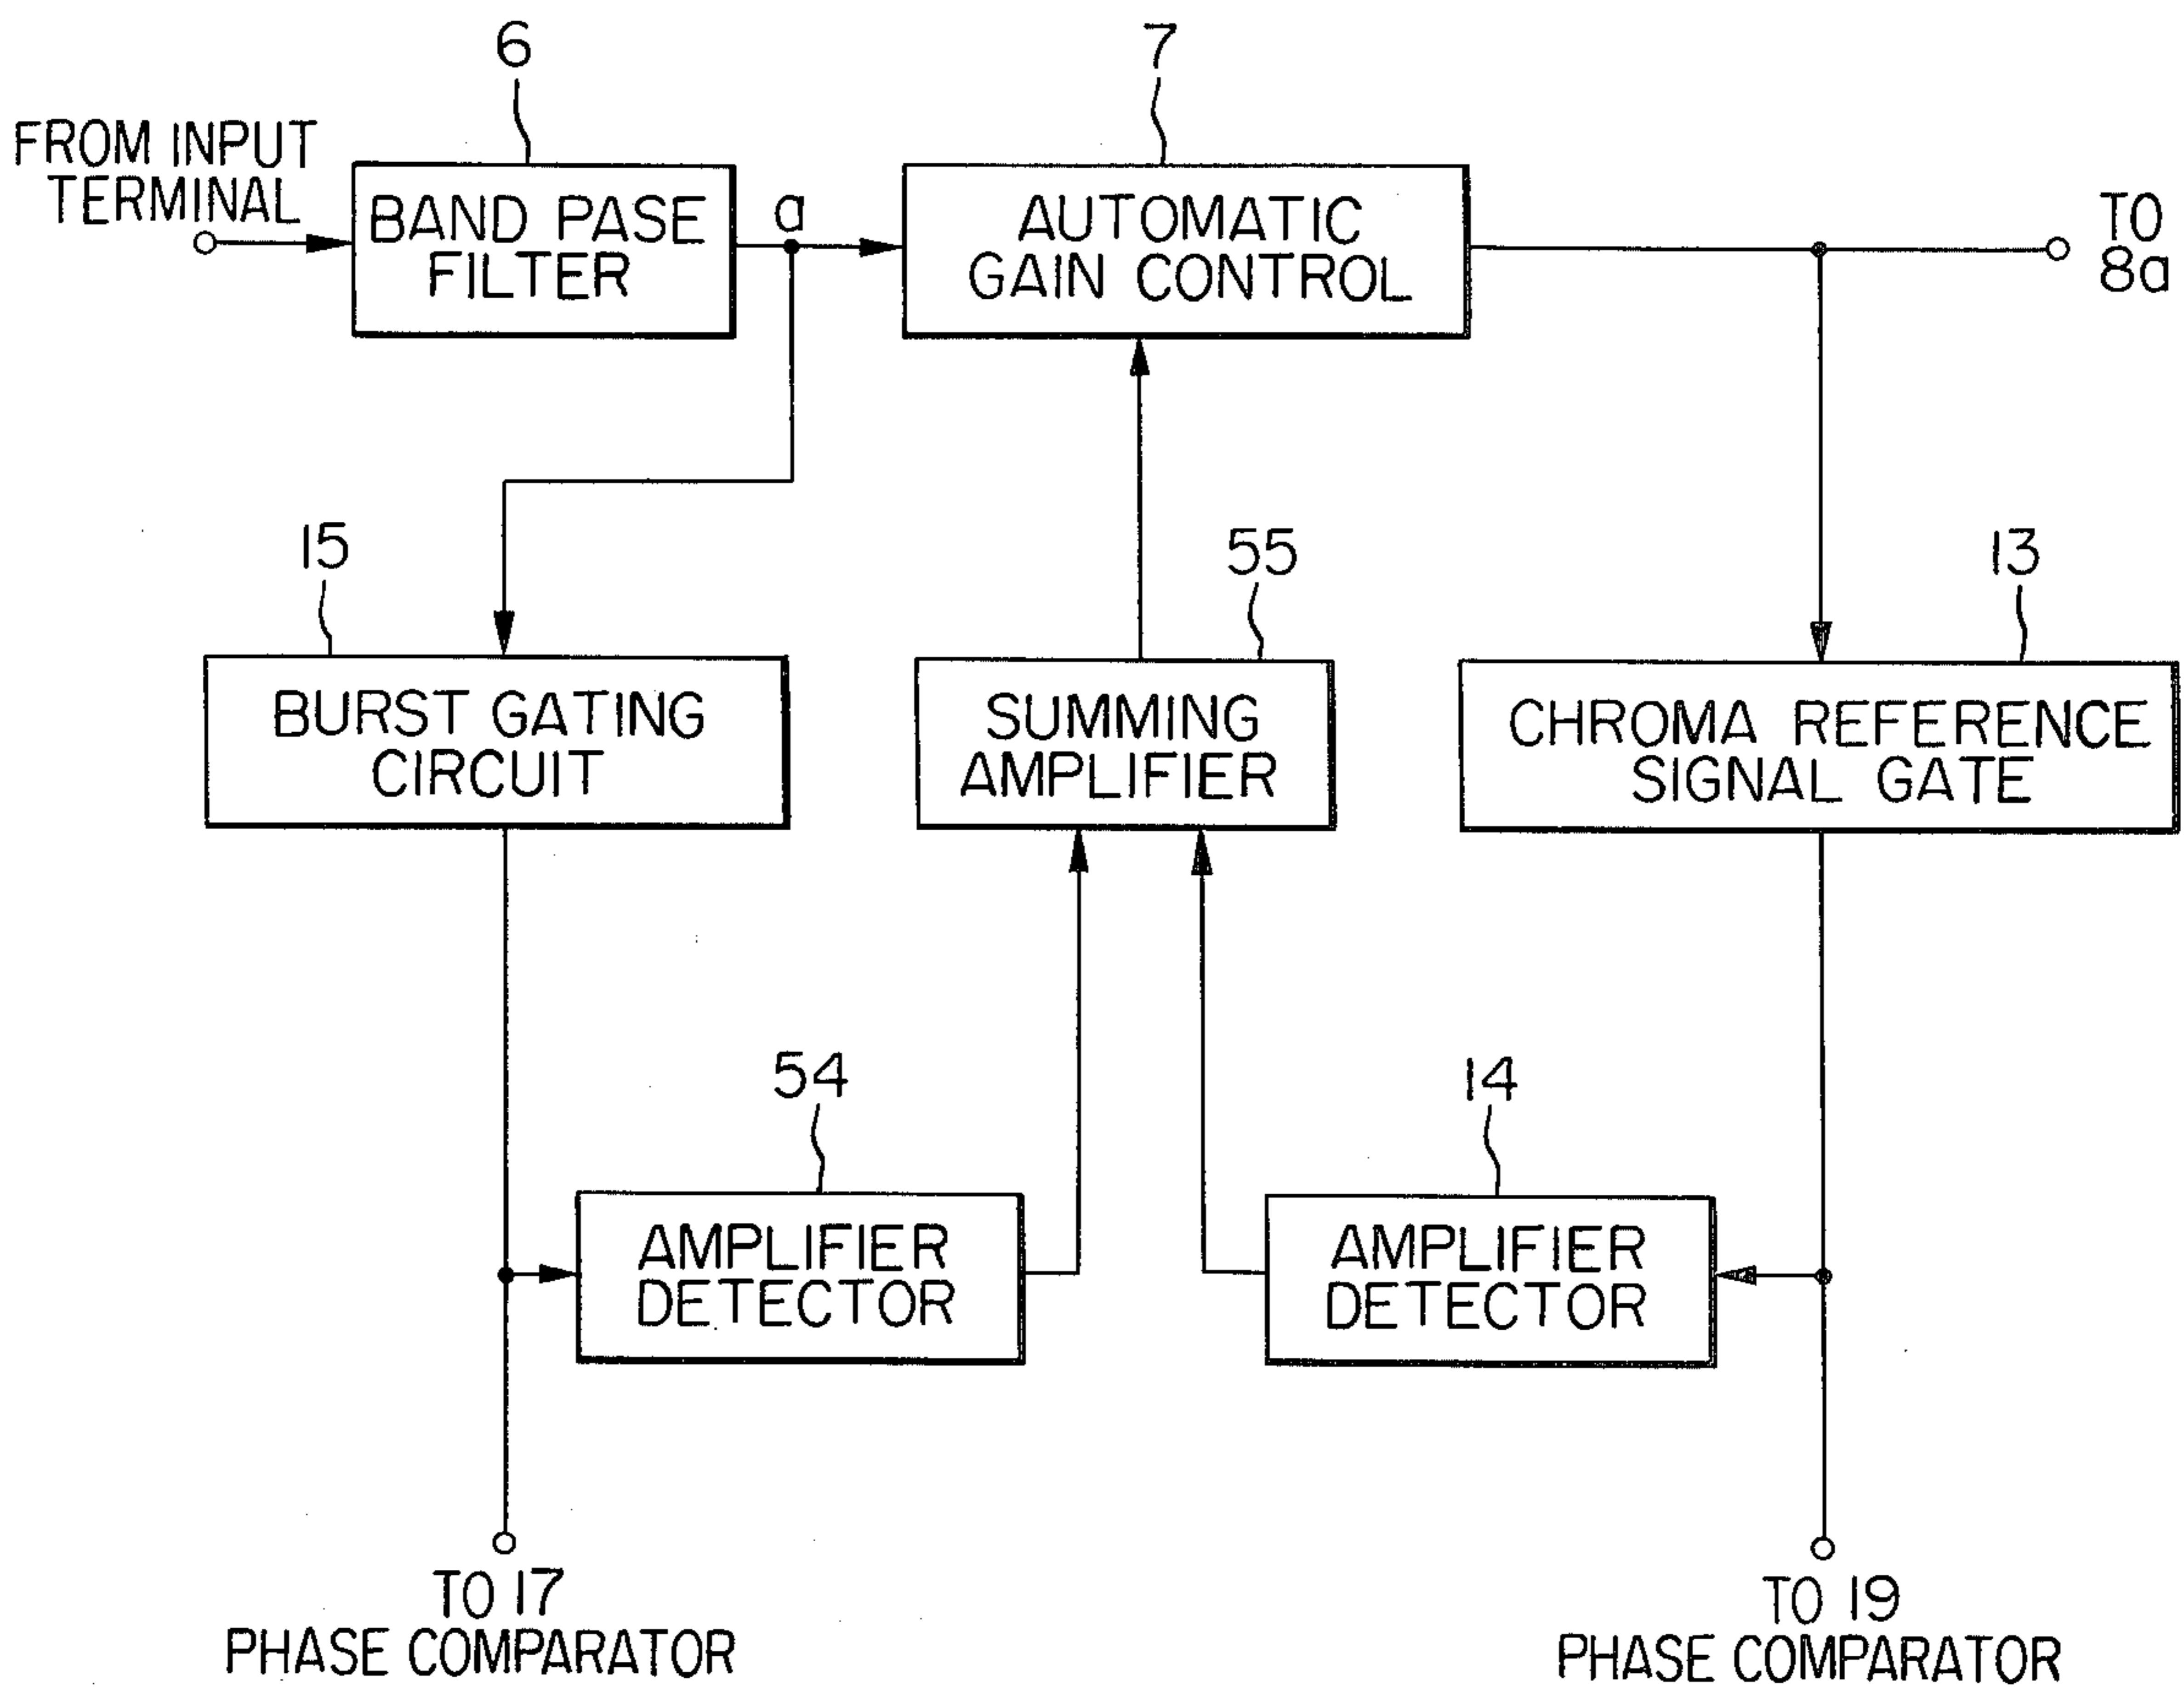 6
7
FROM INPUT
TERMINAL
BAND PASE
FILTER
a
AUTOMATIC
GAIN CONTROL
TO
8a
15
55
13
BURST GATING
CIRCUIT
SUMMING
AMPLIFIER
CHROMA REFERENCE
SIGNAL GATE
54
14
AMPLIFIER
DETECTOR
AMPLIFIER
DETECTOR
TO 17
PHASE COMPARATOR
TO 19
PHASE COMPARATOR